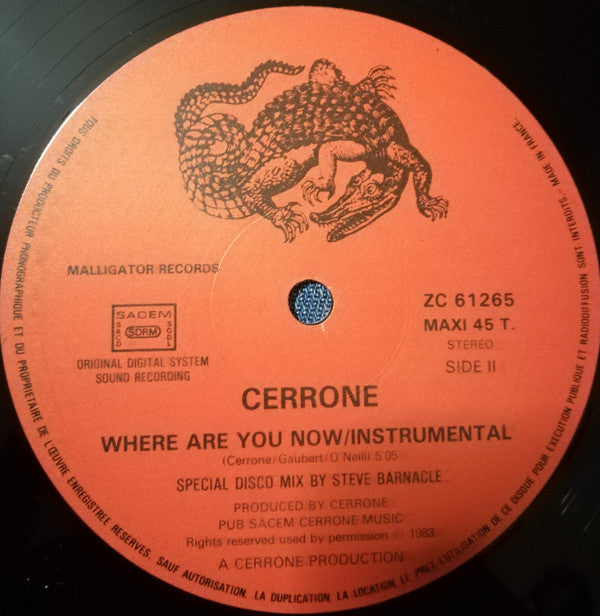 MALLIGATOR RECORDS
SACEM
SACD
SDRM
SGDL
ORIGINAL DIGITAL SYSTEM
SOUND RECORDING
ZC 61265
MAXI 45 T.
STEREO
SIDE II
CERRONE
WHERE ARE YOU NOW/INSTRUMENTAL
(Cerrone/Gaubert/O'Neill) 5 05
SPECIAL DISCO MIX BY STEVE BARNACLE
PRODUCED BY CERRONE
PUB SACEM CERRONE MUSIC
Rights reserved used by permission © 1983
A CERRONE PRODUCTION
TOUS DROITS DU PRODUCTEUR PHONOGRAPHIQUE ET DU PROPRIETAIRE DE L'ŒUVRE ENREGISTREE RESERVES. SAUF AUTORISATION, LA DUPLICATION, LA LOCATION, LE PRET, L'UTILISATION DE CE DISQUE POUR EXECUTION PUBLIQUE ET RADIODIFFUSION SONT INTERDITS - MADE IN FRANCE.